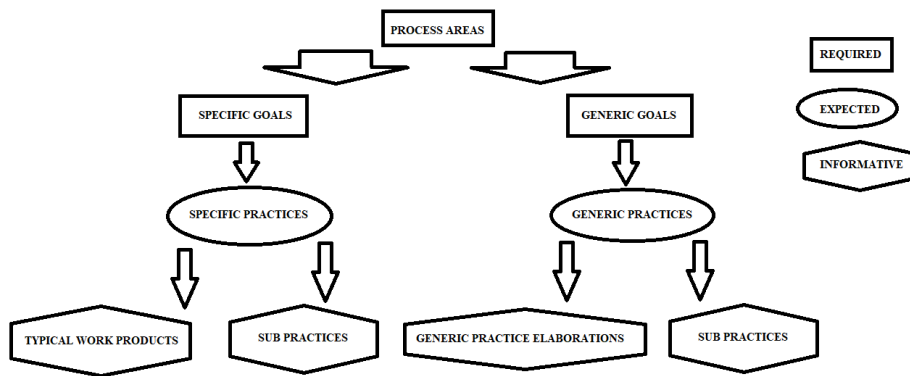 PROCESS AREAS
REQUIRED
SPECIFIC GOALS
GENERIC GOALS
EXPECTED
INFORMATIVE
SPECIFIC PRACTICES
GENERIC PRACTICES
TYPICAL WORK PRODUCTS
SUB PRACTICES
GENERIC PRACTICE ELABORATIONS
SUB PRACTICES